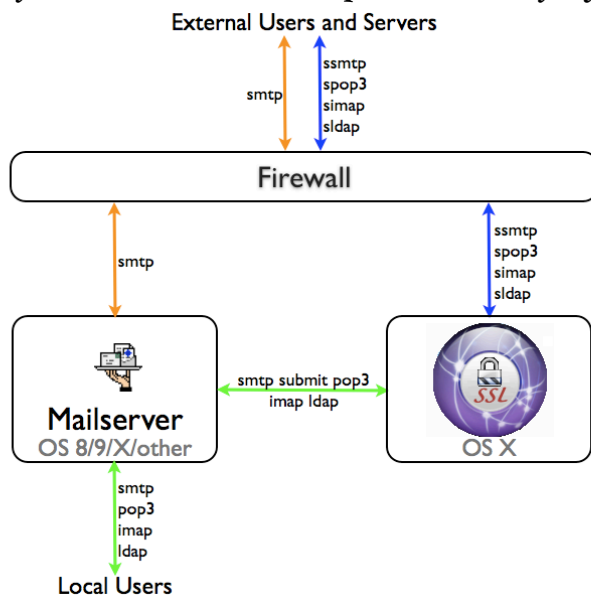 External Users and Servers
smtp
ssmtp
spop3
simap
sldap
Firewall
smtp
ssmtp
spop3
simap
sldap
Mailserver
OS 8/9/X/other
smtp submit pop3
imap ldap
SSL
OS X
smtp
pop3
imap
ldap
Local Users